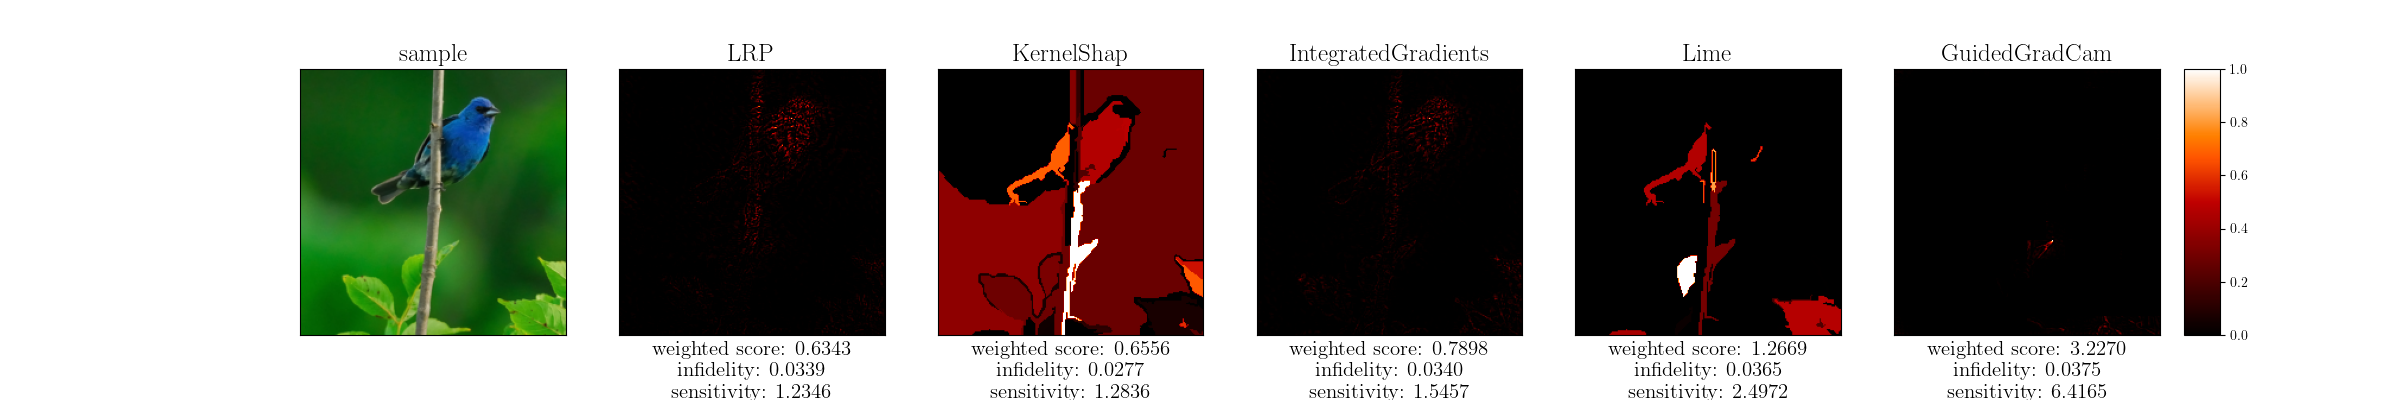 sample
LRP
KernelShap
IntegratedGradients
Lime
GuidedGradCam
1.0
0.8
0.6
0.4
0.2
0.0
weighted score: 0.6343
infidelity: 0.0339
sensitivity: 1.2346
weighted score: 0.6556
infidelity: 0.0277
sensitivity: 1.2836
weighted score: 0.7898
infidelity: 0.0340
sensitivity: 1.5457
weighted score: 1.2669
infidelity: 0.0365
sensitivity: 2.4972
weighted score: 3.2270
infidelity: 0.0375
sensitivity: 6.4165